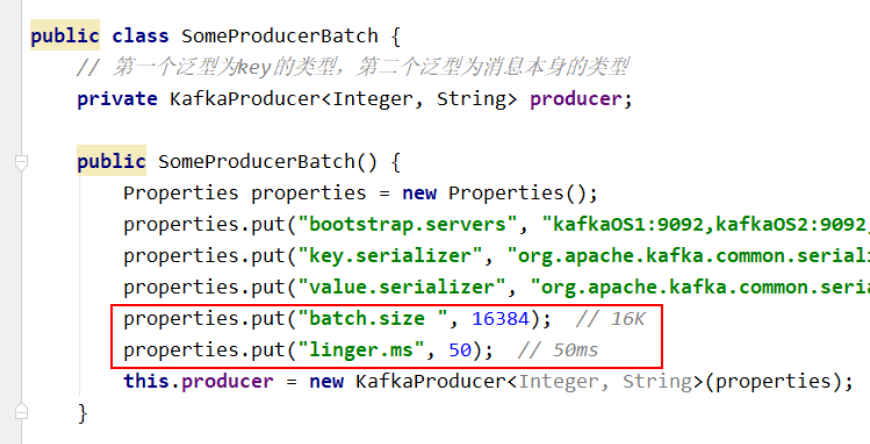 public class SomeProducerBatch {
// 第一个泛型为key的类型，第二个泛型为消息本身的类型
private KafkaProducer<Integer, String> producer;
public SomeProducerBatch() {
Properties properties = new Properties();
properties.put("bootstrap.servers", "kafkaOS1:9092,kafkaOS2:9092,
properties.put("key.serializer", "org.apache.kafka.common.seriali
properties.put("value.serializer", "org.apache.kafka.common.seria
properties.put("batch.size ", 16384);  // 16K
properties.put("linger.ms", 50);  // 50ms
this.producer = new KafkaProducer<Integer, String>(properties);
}